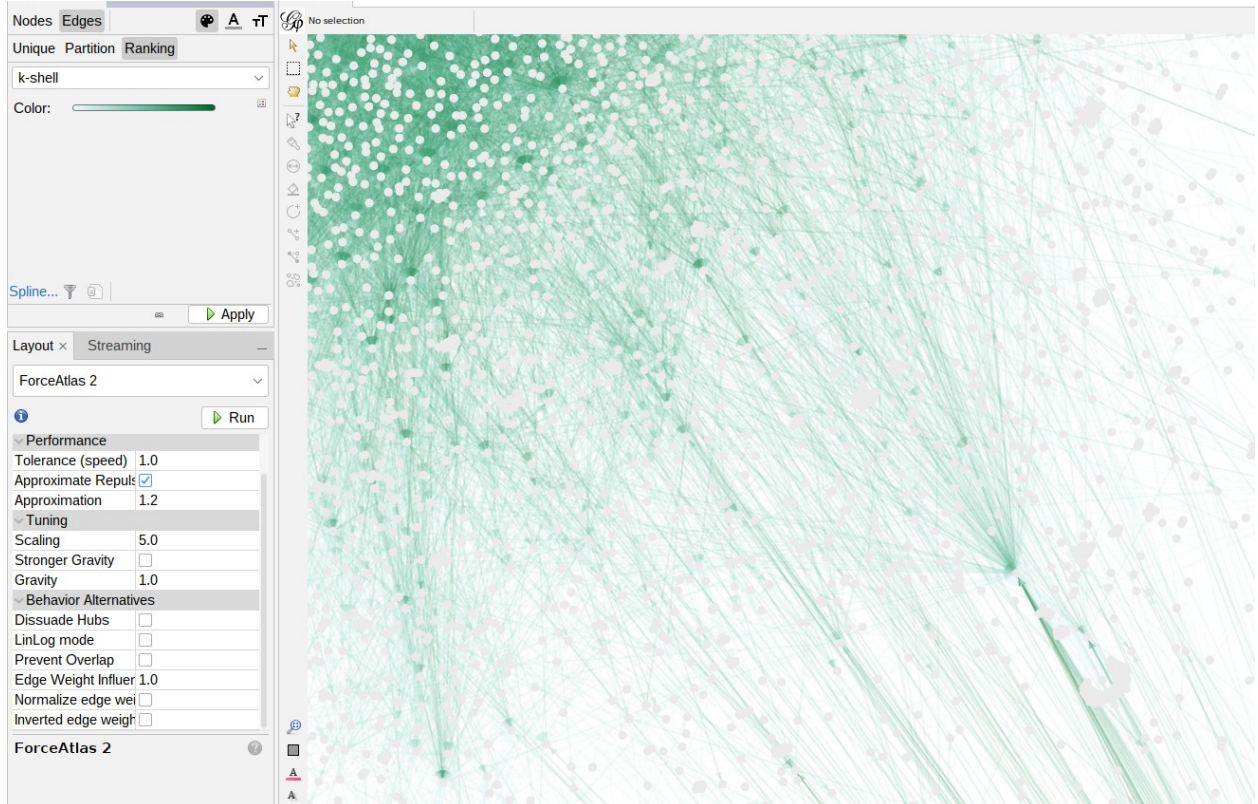 Nodes Edges A TT
No selection
Unique Partition Ranking
k-shell
Color:
Spline...
Apply
Layout × Streaming
ForceAtlas 2
Run
Performance
Tolerance (speed) 1.0
Approximate Repuls
Approximation 1.2
Tuning
Scaling 5.0
Stronger Gravity
Gravity 1.0
Behavior Alternatives
Dissuade Hubs
LinLog mode
Prevent Overlap
Edge Weight Influer 1.0
Normalize edge wei
Inverted edge weigh
ForceAtlas 2 ?
A
A